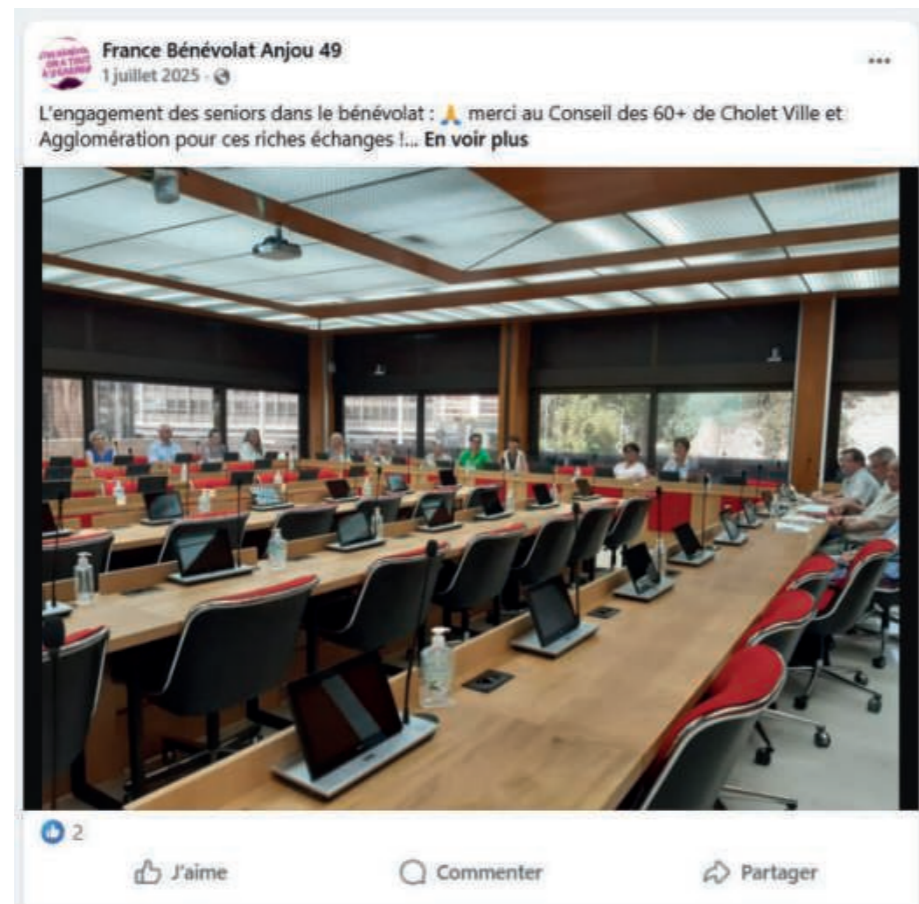 France Bénévolat Anjou 49
1 juillet 2025 ·
L'engagement des seniors dans le bénévolat : 🙏 merci au Conseil des 60+ de Cholet Ville et
Agglomération pour ces riches échanges !... En voir plus
2
J'aime
Commenter
Partager